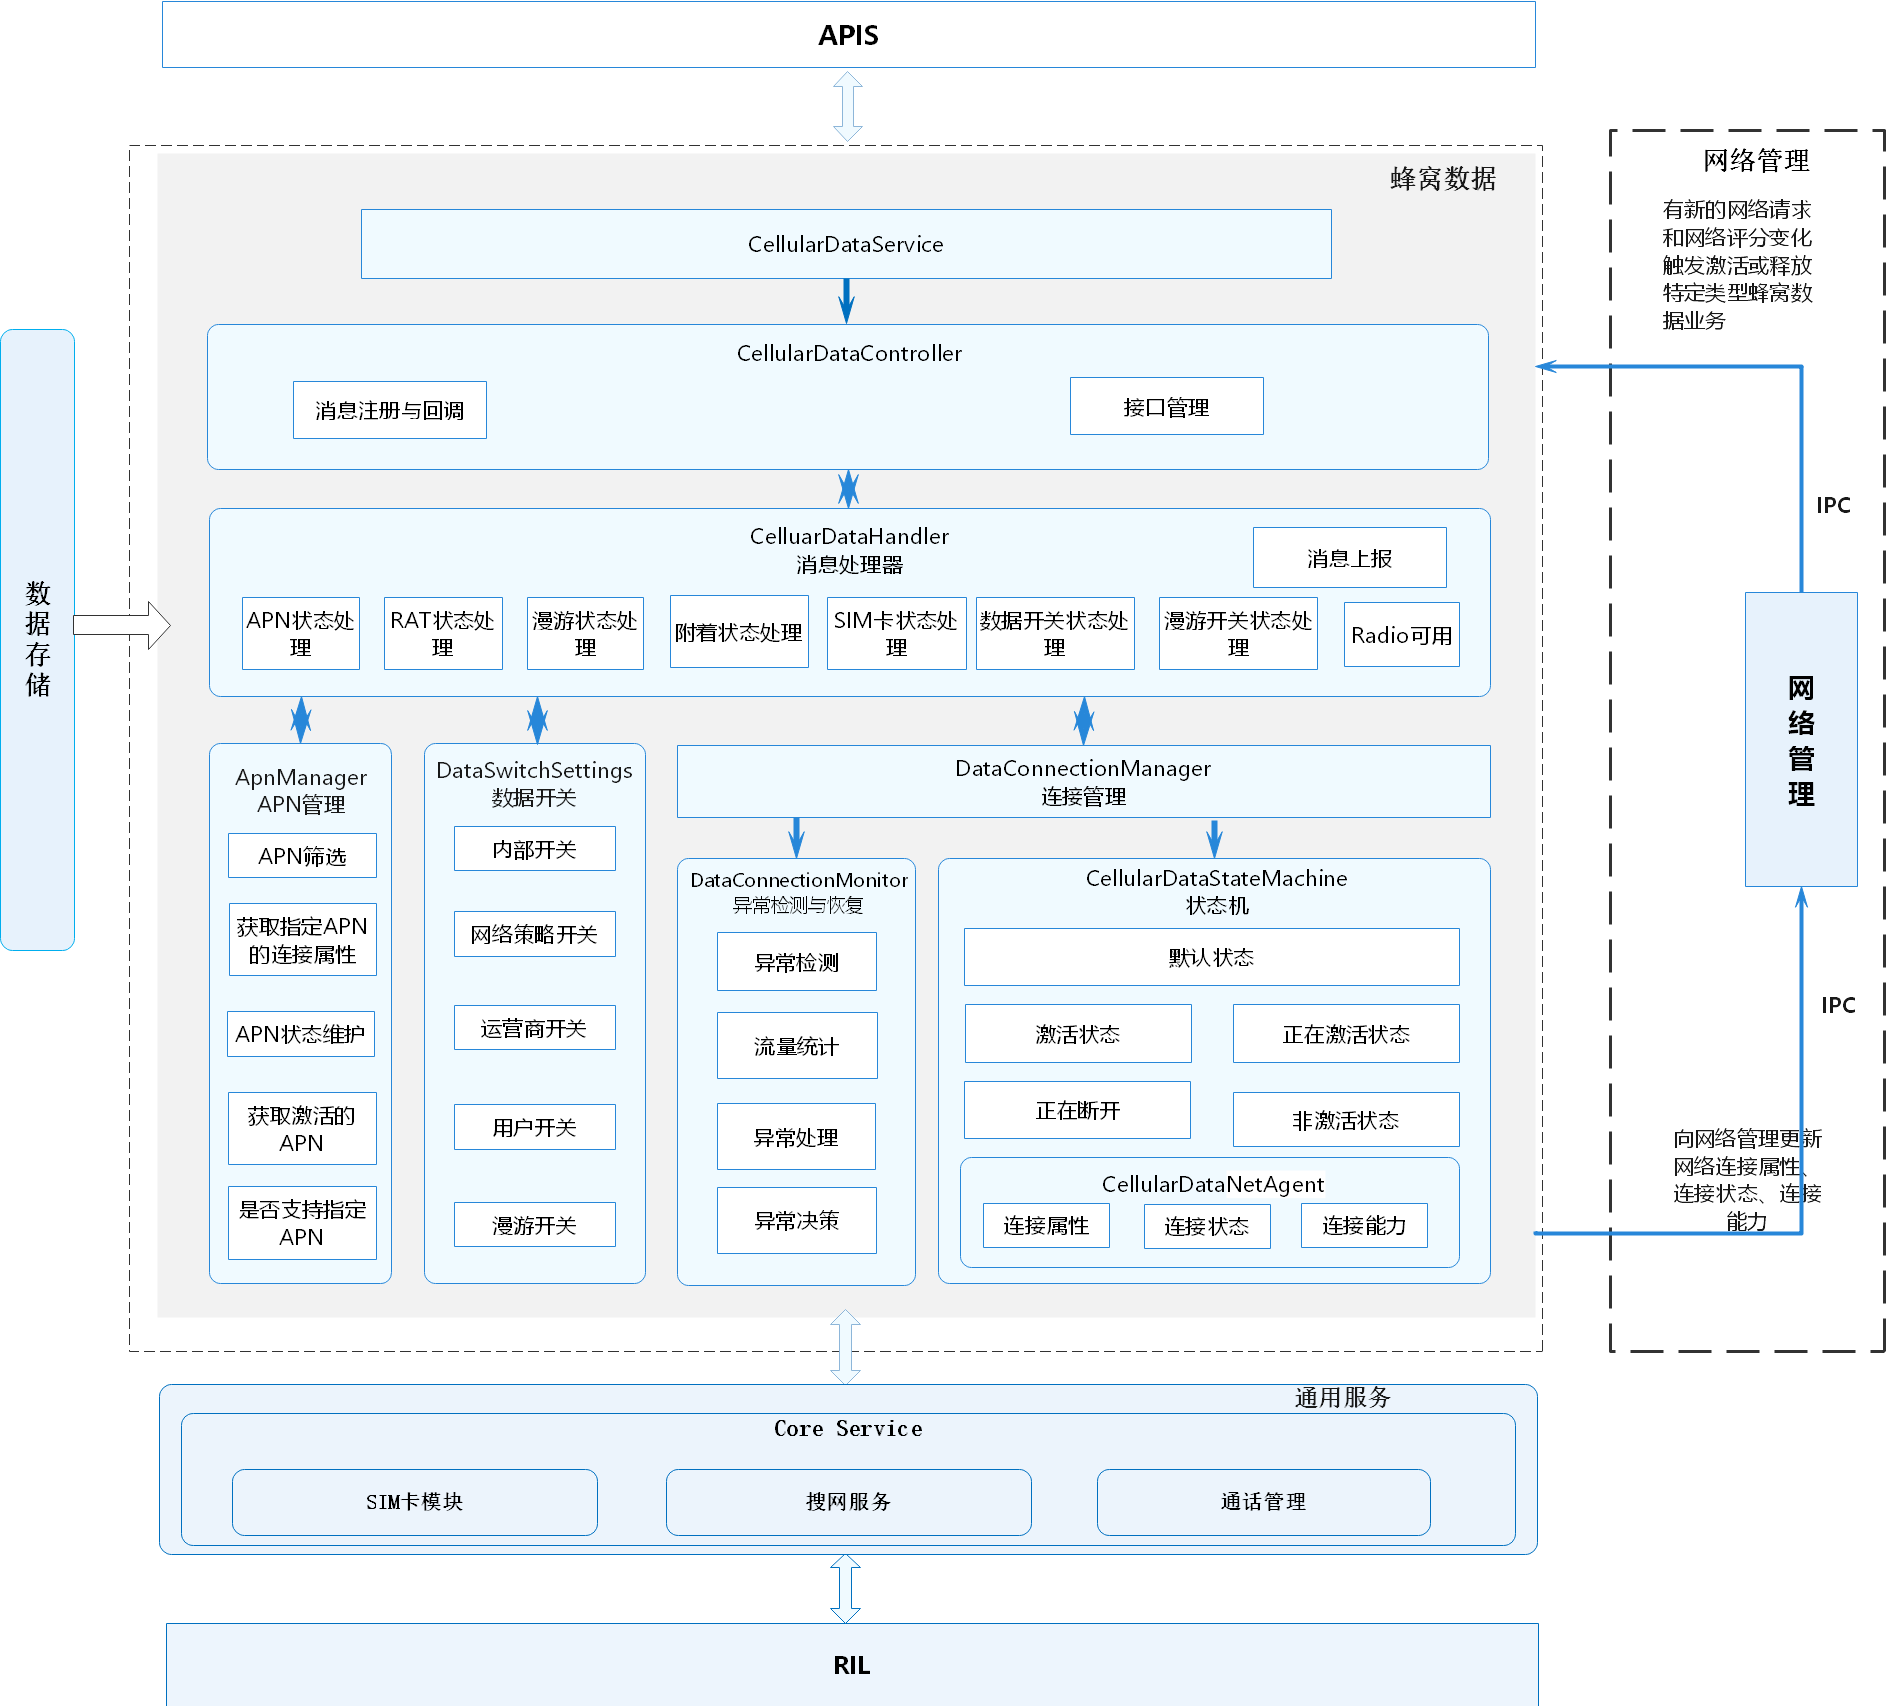 APIS
蜂窝数据
CellularDataService
CellularDataController
消息注册与回调
接口管理
CelluarDataHandler
消息处理器
消息上报
APN状态处
理
RAT状态处
理
漫游状态处
理
附着状态处理
SIM卡状态处
理
数据开关状态处
理
漫游开关状态处
理
Radio可用
ApnManager
APN管理
APN筛选
获取指定APN
的连接属性
APN状态维护
获取激活的
APN
是否支持指定
APN
DataSwitchSettings
数据开关
内部开关
网络策略开关
运营商开关
用户开关
漫游开关
DataConnectionManager
连接管理
DataConnectionMonitor
异常检测与恢复
异常检测
流量统计
异常处理
异常决策
CellularDataStateMachine
状态机
默认状态
激活状态
正在激活状态
正在断开
非激活状态
CellularDataNetAgent
连接属性
连接状态
连接能力
数
据
存
储
网络管理
有新的网络请求
和网络评分变化
触发激活或释放
特定类型蜂窝数
据业务
IPC
网
络
管
理
IPC
向网络管理更新
网络连接属性、
连接状态、连接
能力
通用服务
Core Service
SIM卡模块
搜网服务
通话管理
RIL